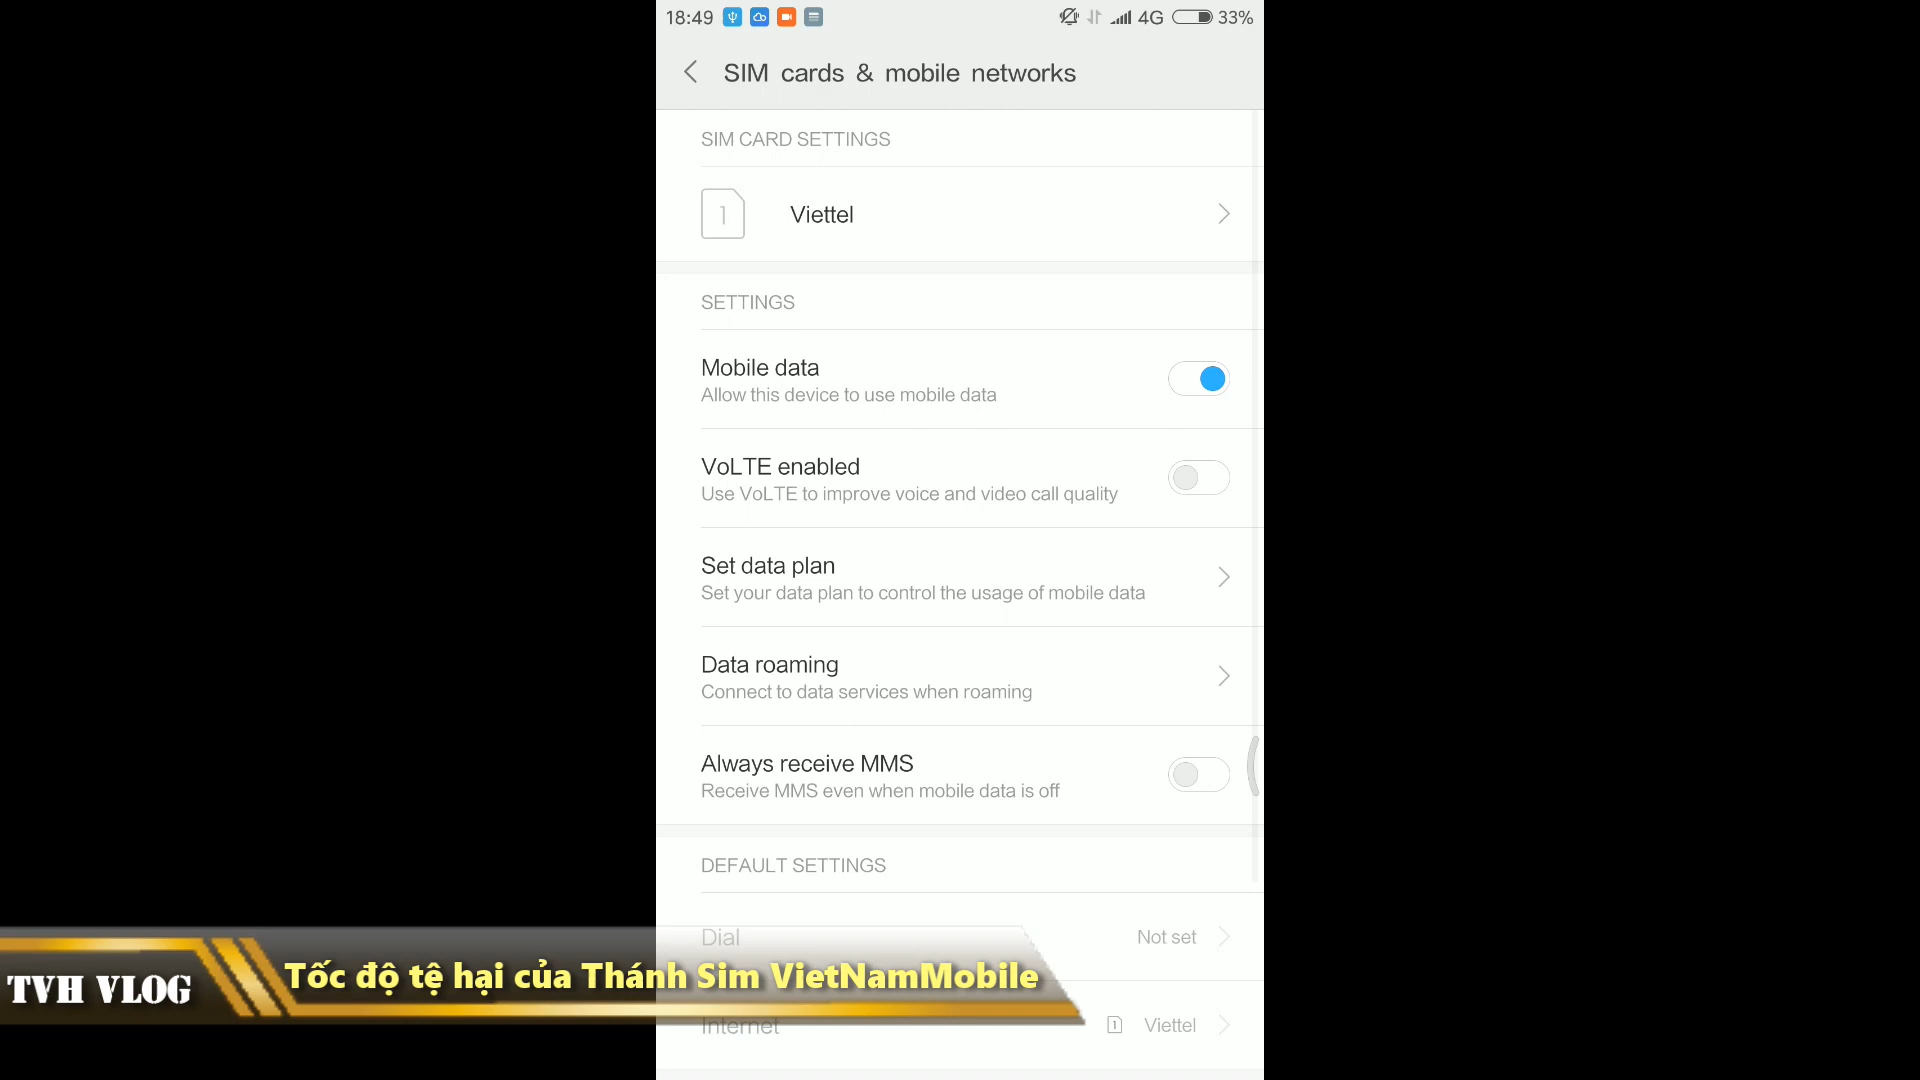 18:49 4G 33%
SIM cards & mobile networks
SIM CARD SETTINGS
1 Viettel
SETTINGS
Mobile data
Allow this device to use mobile data
VoLTE enabled
Use VoLTE to improve voice and video call quality
Set data plan
Set your data plan to control the usage of mobile data
Data roaming
Connect to data services when roaming
Always receive MMS
Receive MMS even when mobile data is off
DEFAULT SETTINGS
Dial Not set
TVH VLOG Tốc độ tệ hại của Thánh Sim VietNamMobile
Internet 1 Viettel